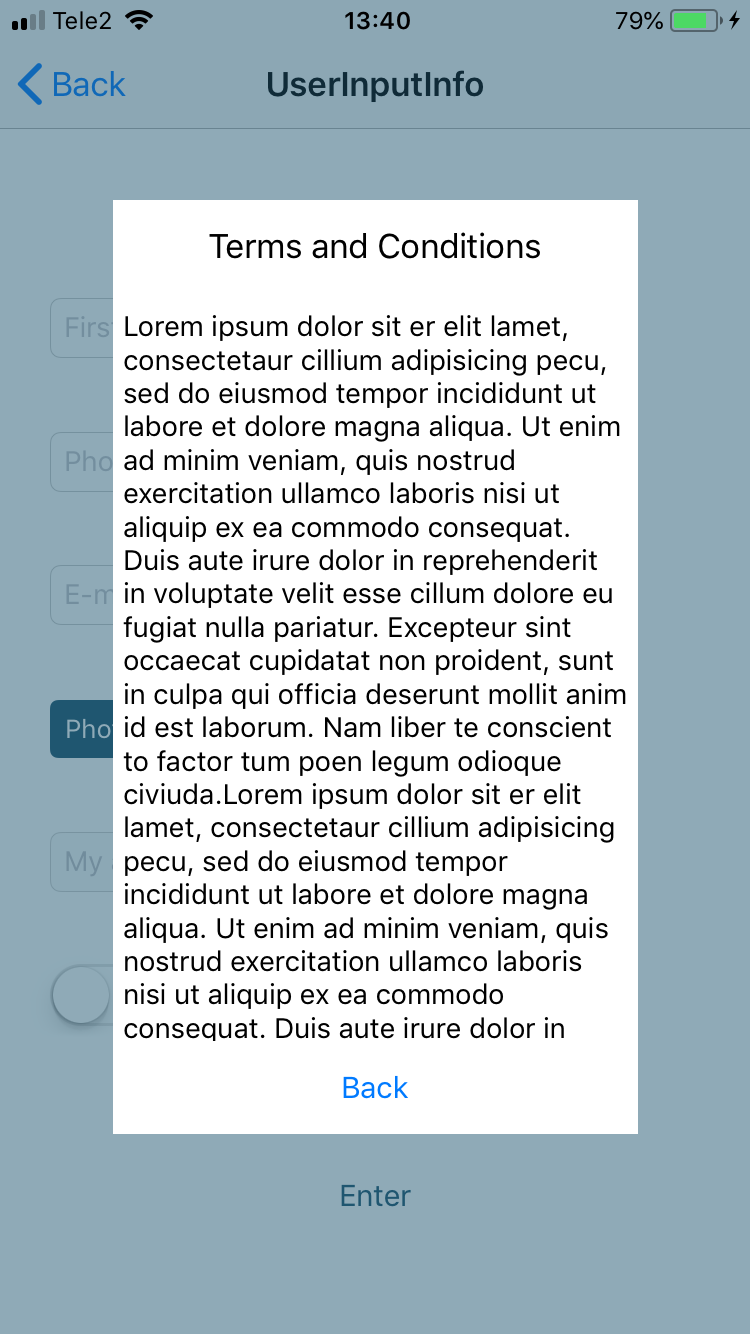 Tele2 13:40 79%
Back UserInputInfo
Terms and Conditions
Lorem ipsum dolor sit er elit lamet,
consectetaur cillium adipisicing pecu,
sed do eiusmod tempor incididunt ut
labore et dolore magna aliqua. Ut enim
ad minim veniam, quis nostrud
exercitation ullamco laboris nisi ut
aliquip ex ea commodo consequat.
Duis aute irure dolor in reprehenderit
in voluptate velit esse cillum dolore eu
fugiat nulla pariatur. Excepteur sint
occaecat cupidatat non proident, sunt
in culpa qui officia deserunt mollit anim
id est laborum. Nam liber te conscient
to factor tum poen legum odioque
civiuda.Lorem ipsum dolor sit er elit
lamet, consectetaur cillium adipisicing
pecu, sed do eiusmod tempor
incididunt ut labore et dolore magna
aliqua. Ut enim ad minim veniam, quis
nostrud exercitation ullamco laboris
nisi ut aliquip ex ea commodo
consequat. Duis aute irure dolor in
Back
My
Enter